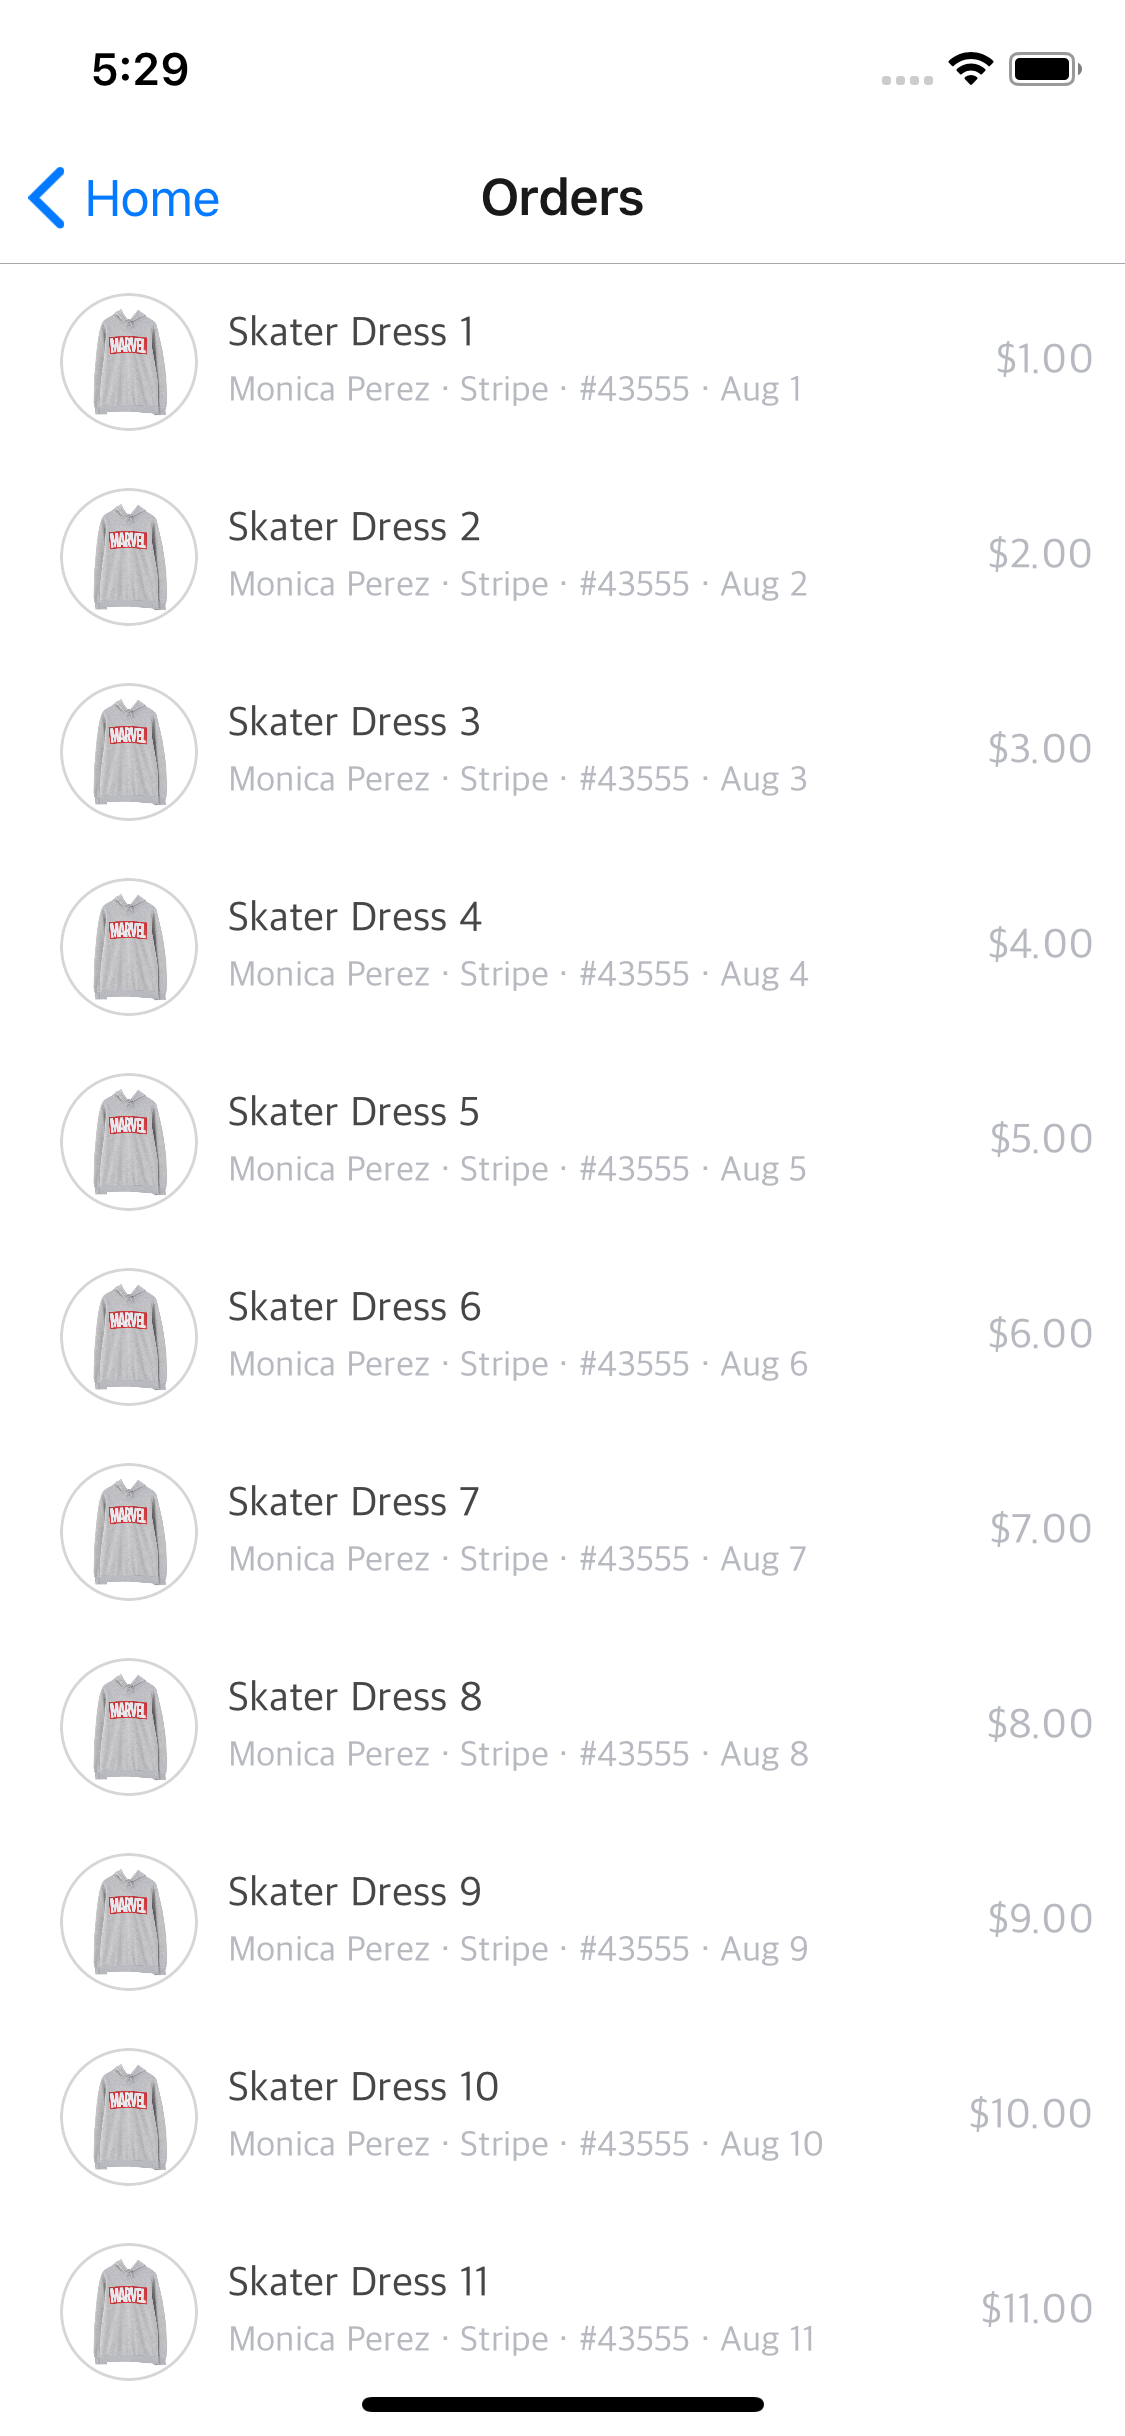 5:29
Home
Orders
MARVEL
Skater Dress 1
Monica Perez · Stripe · #43555 · Aug 1
$1.00
MARVEL
Skater Dress 2
Monica Perez · Stripe · #43555 · Aug 2
$2.00
MARVEL
Skater Dress 3
Monica Perez · Stripe · #43555 · Aug 3
$3.00
MARVEL
Skater Dress 4
Monica Perez · Stripe · #43555 · Aug 4
$4.00
MARVEL
Skater Dress 5
Monica Perez · Stripe · #43555 · Aug 5
$5.00
MARVEL
Skater Dress 6
Monica Perez · Stripe · #43555 · Aug 6
$6.00
MARVEL
Skater Dress 7
Monica Perez · Stripe · #43555 · Aug 7
$7.00
MARVEL
Skater Dress 8
Monica Perez · Stripe · #43555 · Aug 8
$8.00
MARVEL
Skater Dress 9
Monica Perez · Stripe · #43555 · Aug 9
$9.00
MARVEL
Skater Dress 10
Monica Perez · Stripe · #43555 · Aug 10
$10.00
MARVEL
Skater Dress 11
Monica Perez · Stripe · #43555 · Aug 11
$11.00